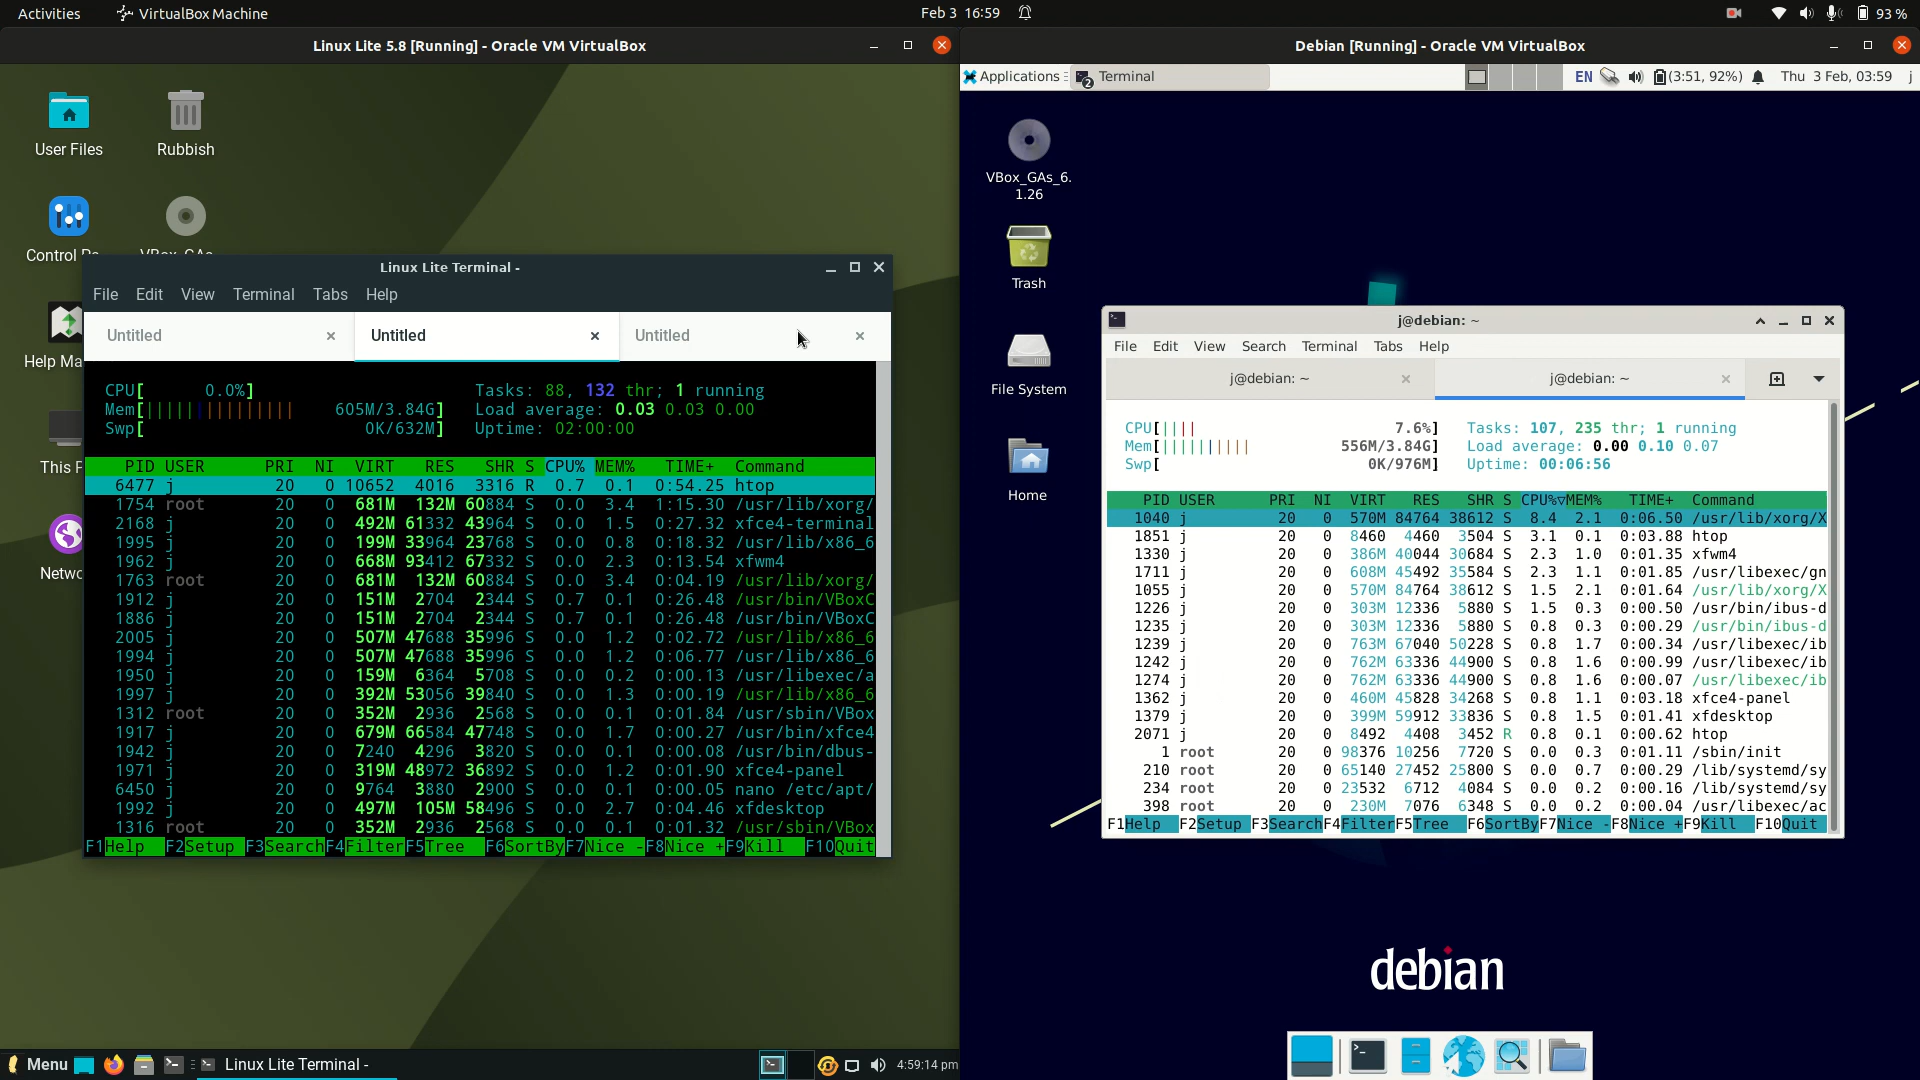 Activities VirtualBox Machine Feb 3 16:59 93 %
Linux Lite 5.8 [Running] - Oracle VM VirtualBox
User Files
Rubbish
Control Pa
VBox_GAs_
Help Ma
This P
Netwo
Linux Lite Terminal -
File Edit View Terminal Tabs Help
Untitled Untitled Untitled
CPU[ 0.0%] Tasks: 88, 132 thr; 1 running
Mem[|||||||||||||||| 605M/3.84G] Load average: 0.03 0.03 0.00
Swp[ 0K/632M] Uptime: 02:00:00
PID USER PRI NI VIRT RES SHR S CPU% MEM% TIME+ Command
6477 j 20 0 10652 4016 3316 R 0.7 0.1 0:54.25 htop
1754 root 20 0 681M 132M 60884 S 0.0 3.4 1:15.30 /usr/lib/xorg/
2168 j 20 0 492M 61332 43964 S 0.0 1.5 0:27.32 xfce4-terminal
1995 j 20 0 199M 33964 23768 S 0.0 0.8 0:18.32 /usr/lib/x86_6
1962 j 20 0 668M 93412 67332 S 0.0 2.3 0:13.54 xfwm4
1763 root 20 0 681M 132M 60884 S 0.0 3.4 0:04.19 /usr/lib/xorg/
1912 j 20 0 151M 2704 2344 S 0.7 0.1 0:26.48 /usr/bin/VBoxC
1886 j 20 0 151M 2704 2344 S 0.7 0.1 0:26.48 /usr/bin/VBoxC
2005 j 20 0 507M 47688 35996 S 0.0 1.2 0:02.72 /usr/lib/x86_6
1994 j 20 0 507M 47688 35996 S 0.0 1.2 0:06.77 /usr/lib/x86_6
1950 j 20 0 159M 6364 5708 S 0.0 0.2 0:00.13 /usr/libexec/a
1997 j 20 0 392M 53056 39840 S 0.0 1.3 0:00.19 /usr/lib/x86_6
1312 root 20 0 352M 2936 2568 S 0.0 0.1 0:01.84 /usr/sbin/VBox
1917 j 20 0 679M 66584 47748 S 0.0 1.7 0:00.27 /usr/bin/xfce4
1942 j 20 0 7240 4296 3820 S 0.0 0.1 0:00.08 /usr/bin/dbus-
1971 j 20 0 319M 48972 36892 S 0.0 1.2 0:01.90 xfce4-panel
6450 j 20 0 9764 3880 2900 S 0.0 0.1 0:00.05 nano /etc/apt/
1992 j 20 0 497M 105M 58496 S 0.0 2.7 0:04.46 xfdesktop
1316 root 20 0 352M 2936 2568 S 0.0 0.1 0:01.32 /usr/sbin/VBox
F1Help F2Setup F3SearchF4FilterF5Tree F6SortByF7Nice -F8Nice +F9Kill F10Quit
Menu Linux Lite Terminal - 4:59:14 pm
Debian [Running] - Oracle VM VirtualBox
Applications 2 Terminal EN (3:51, 92%) Thu 3 Feb, 03:59 j
VBox_GAs_6.
1.26
Trash
File System
Home
j@debian: ~
File Edit View Search Terminal Tabs Help
j@debian: ~ j@debian: ~
CPU[|||| 7.6%] Tasks: 107, 235 thr; 1 running
Mem[||||||||||| 556M/3.84G] Load average: 0.00 0.10 0.07
Swp[ 0K/976M] Uptime: 00:06:56
PID USER PRI NI VIRT RES SHR S CPU%▽MEM% TIME+ Command
1040 j 20 0 570M 84764 38612 S 8.4 2.1 0:06.50 /usr/lib/xorg/X
1851 j 20 0 8460 4460 3504 S 3.1 0.1 0:03.88 htop
1330 j 20 0 386M 40044 30684 S 2.3 1.0 0:01.35 xfwm4
1711 j 20 0 608M 45492 35584 S 2.3 1.1 0:01.85 /usr/libexec/gn
1055 j 20 0 570M 84764 38612 S 1.5 2.1 0:01.64 /usr/lib/xorg/X
1226 j 20 0 303M 12336 5880 S 1.5 0.3 0:00.50 /usr/bin/ibus-d
1235 j 20 0 303M 12336 5880 S 0.8 0.3 0:00.29 /usr/bin/ibus-d
1239 j 20 0 763M 67040 50228 S 0.8 1.7 0:00.34 /usr/libexec/ib
1242 j 20 0 762M 63336 44900 S 0.8 1.6 0:00.99 /usr/libexec/ib
1274 j 20 0 762M 63336 44900 S 0.8 1.6 0:00.07 /usr/libexec/ib
1362 j 20 0 460M 45828 34268 S 0.8 1.1 0:03.18 xfce4-panel
1379 j 20 0 399M 59912 33836 S 0.8 1.5 0:01.41 xfdesktop
2071 j 20 0 8492 4408 3452 R 0.8 0.1 0:00.62 htop
1 root 20 0 98376 10256 7720 S 0.0 0.3 0:01.11 /sbin/init
210 root 20 0 65140 27452 25800 S 0.0 0.7 0:00.29 /lib/systemd/sy
234 root 20 0 23532 6712 4084 S 0.0 0.2 0:00.16 /lib/systemd/sy
398 root 20 0 230M 7076 6348 S 0.0 0.2 0:00.04 /usr/libexec/ac
F1Help F2Setup F3SearchF4FilterF5Tree F6SortByF7Nice -F8Nice +F9Kill F10Quit
debian